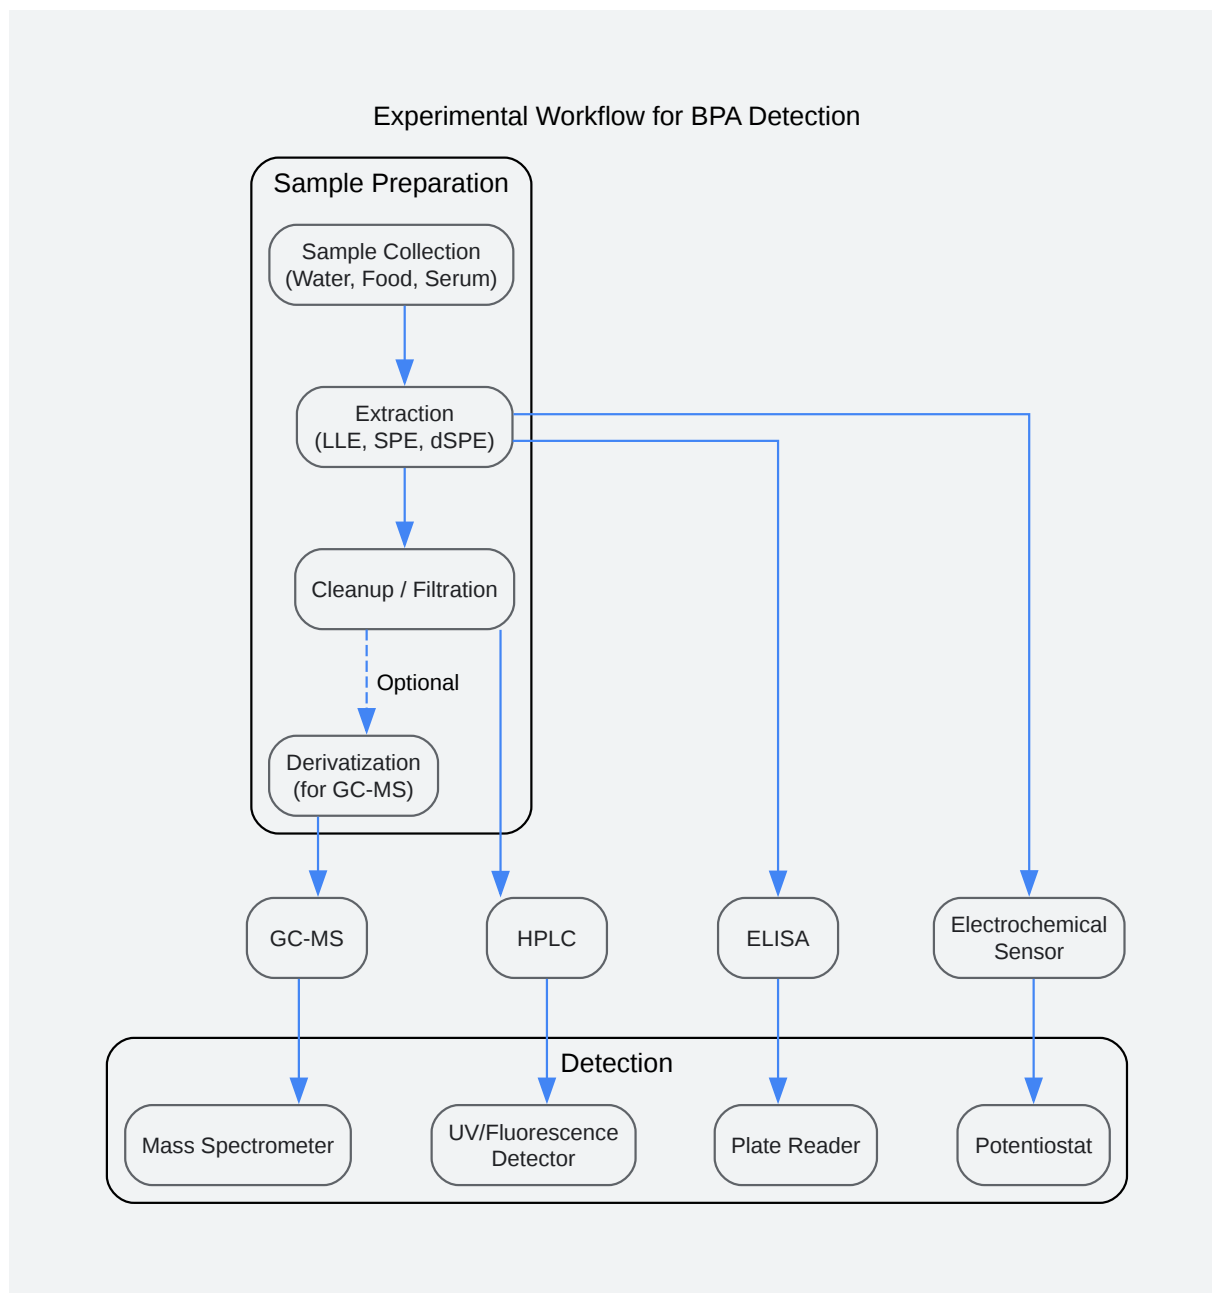 Experimental Workflow for BPA Detection
Sample Preparation
Sample Collection
(Water, Food, Serum)
Extraction
(LLE, SPE, dSPE)
Cleanup / Filtration
Optional
Derivatization
(for GC-MS)
GC-MS
HPLC
ELISA
Electrochemical
Sensor
Detection
Mass Spectrometer
UV/Fluorescence
Detector
Plate Reader
Potentiostat